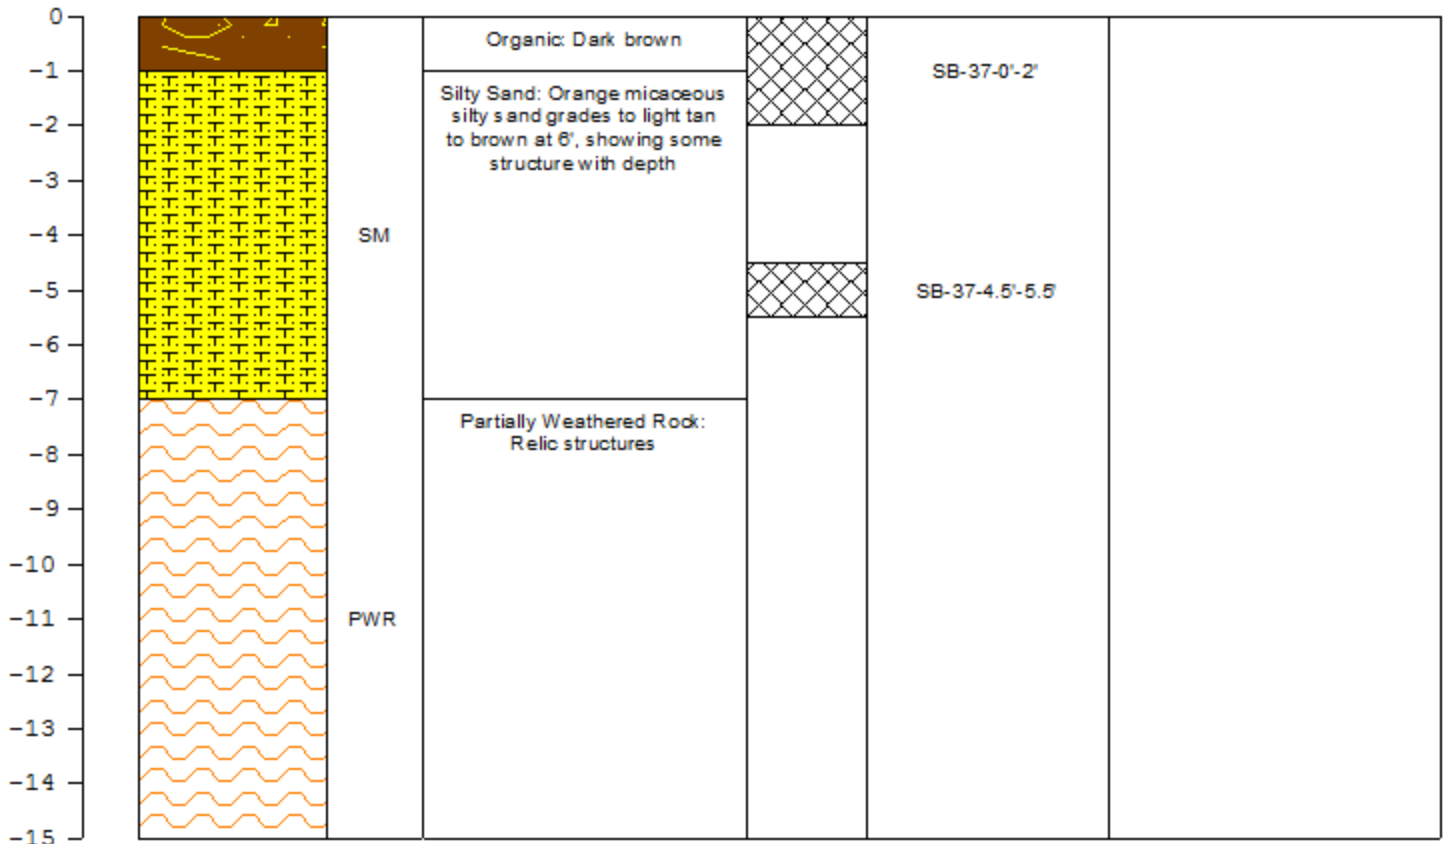 0
-1
-2
-3
-4
-5
-6
-7
-8
-9
-10
-11
-12
-13
-14
-15
SM
PWR
Organic: Dark brown
Silty Sand: Orange micaceous
silty sand grades to light tan
to brown at 6', showing some
structure with depth
Partially Weathered Rock:
Relic structures
SB-37-0'-2'
SB-37-4.5'-5.5'